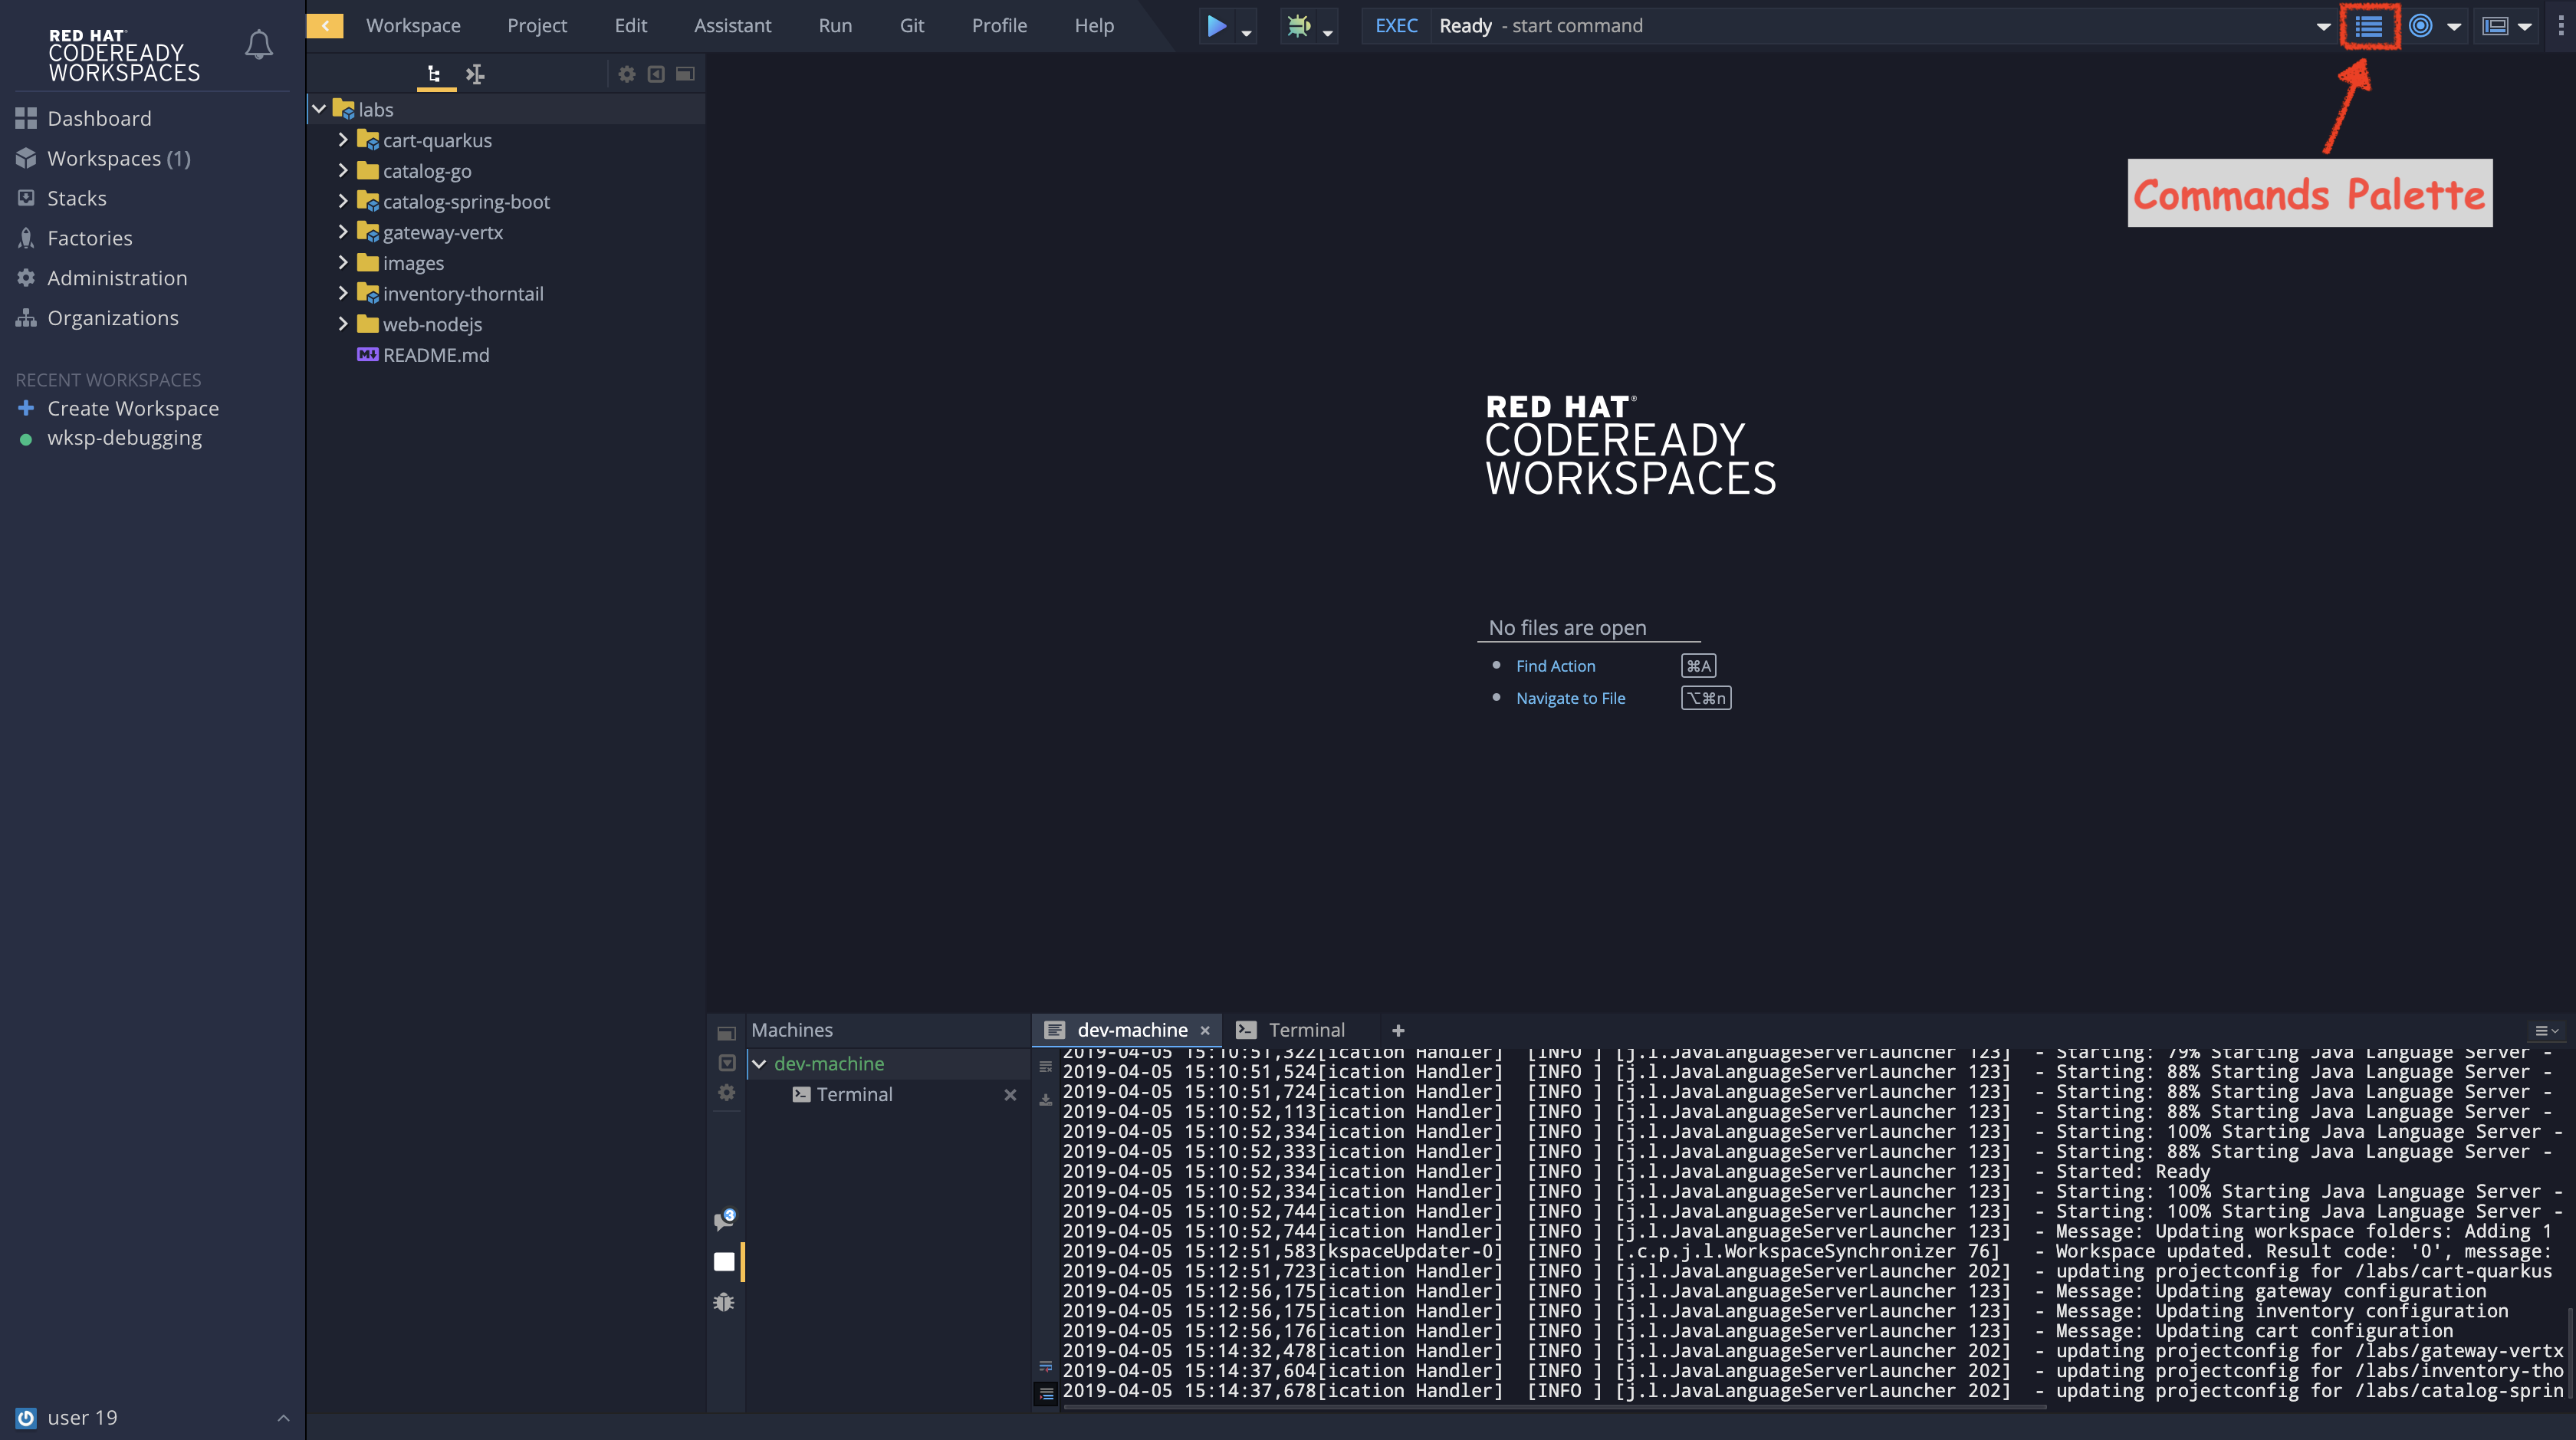 RED HAT®
CODEREADY
WORKSPACES
Dashboard
Workspaces (1)
Stacks
Factories
Administration
Organizations
RECENT WORKSPACES
Create Workspace
wksp-debugging
user 19
Workspace Project Edit Assistant Run Git Profile Help
EXEC Ready - start command
Commands Palette
labs
cart-quarkus
catalog-go
catalog-spring-boot
gateway-vertx
images
inventory-thorntail
web-nodejs
M README.md
RED HAT®
CODEREADY
WORKSPACES
No files are open
Find Action ⌘A
Navigate to File ⌥⌘n
Machines
dev-machine
Terminal
3
dev-machine Terminal
2019-04-05 15:10:51,322[ication Handler] [INFO ] [j.l.JavaLanguageServerLauncher 123] - Starting: 79% Starting Java Language Server -
2019-04-05 15:10:51,524[ication Handler] [INFO ] [j.l.JavaLanguageServerLauncher 123] - Starting: 88% Starting Java Language Server -
2019-04-05 15:10:51,724[ication Handler] [INFO ] [j.l.JavaLanguageServerLauncher 123] - Starting: 88% Starting Java Language Server -
2019-04-05 15:10:52,113[ication Handler] [INFO ] [j.l.JavaLanguageServerLauncher 123] - Starting: 88% Starting Java Language Server -
2019-04-05 15:10:52,334[ication Handler] [INFO ] [j.l.JavaLanguageServerLauncher 123] - Starting: 100% Starting Java Language Server -
2019-04-05 15:10:52,333[ication Handler] [INFO ] [j.l.JavaLanguageServerLauncher 123] - Starting: 88% Starting Java Language Server -
2019-04-05 15:10:52,334[ication Handler] [INFO ] [j.l.JavaLanguageServerLauncher 123] - Started: Ready
2019-04-05 15:10:52,334[ication Handler] [INFO ] [j.l.JavaLanguageServerLauncher 123] - Starting: 100% Starting Java Language Server -
2019-04-05 15:10:52,744[ication Handler] [INFO ] [j.l.JavaLanguageServerLauncher 123] - Starting: 100% Starting Java Language Server -
2019-04-05 15:10:52,744[ication Handler] [INFO ] [j.l.JavaLanguageServerLauncher 123] - Message: Updating workspace folders: Adding 1
2019-04-05 15:12:51,583[kspaceUpdater-0] [INFO ] [.c.p.j.l.WorkspaceSynchronizer 76] - Workspace updated. Result code: '0', message:
2019-04-05 15:12:51,723[ication Handler] [INFO ] [j.l.JavaLanguageServerLauncher 202] - updating projectconfig for /labs/cart-quarkus
2019-04-05 15:12:56,175[ication Handler] [INFO ] [j.l.JavaLanguageServerLauncher 123] - Message: Updating gateway configuration
2019-04-05 15:12:56,175[ication Handler] [INFO ] [j.l.JavaLanguageServerLauncher 123] - Message: Updating inventory configuration
2019-04-05 15:12:56,176[ication Handler] [INFO ] [j.l.JavaLanguageServerLauncher 123] - Message: Updating cart configuration
2019-04-05 15:14:32,478[ication Handler] [INFO ] [j.l.JavaLanguageServerLauncher 202] - updating projectconfig for /labs/gateway-vertx
2019-04-05 15:14:37,604[ication Handler] [INFO ] [j.l.JavaLanguageServerLauncher 202] - updating projectconfig for /labs/inventory-tho
2019-04-05 15:14:37,678[ication Handler] [INFO ] [j.l.JavaLanguageServerLauncher 202] - updating projectconfig for /labs/catalog-sprin